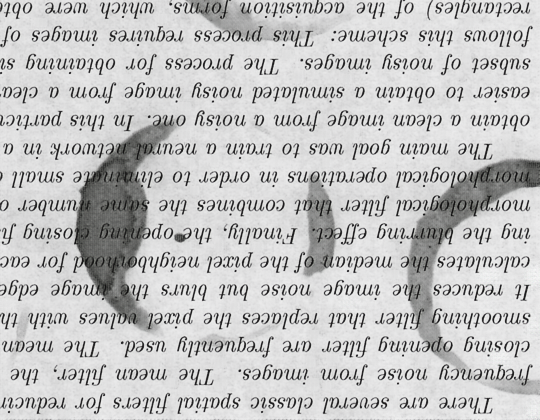 There are several classic spatial filters for reducin
frequency noise from images. The mean filter, the
closing opening filter are frequently used. The mean
smoothing filter that replaces the pixel values with th
It reduces the image noise but blurs the image edge
calculates the median of the pixel neighborhood for eac
ing the blurring effect. Finally, the opening closing fi
morphological filter that combines the same number o
morphological operations in order to eliminate small
The main goal was to train a neural network in a
obtain a clean image from a noisy one. In this particu
easier to obtain a simulated noisy image from a clea
subset of noisy images. The process for obtaining si
follows this scheme: This process requires images of
rectangles) of the acquisition forms, which were obt